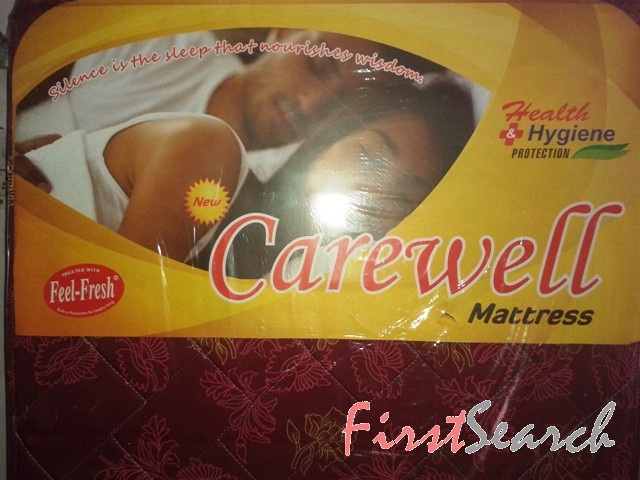 Silence is the sleep that nourishes wisdom.
Health
& Hygiene
PROTECTION
New
Carewell
Mattress
TREATED WITH
Feel-Fresh®
FirstSearch